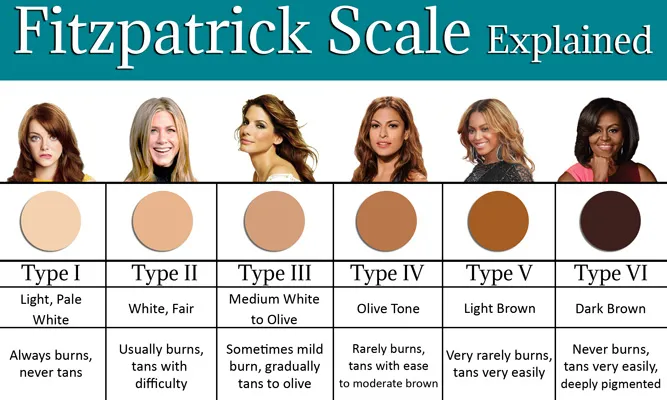 Fitzpatrick Scale Explained
Type I
Type II
Type III
Type IV
Type V
Type VI
Light, Pale
White
White, Fair
Medium White
to Olive
Olive Tone
Light Brown
Dark Brown
Always burns,
never tans
Usually burns,
tans with
difficulty
Sometimes mild
burn, gradually
tans to olive
Rarely burns,
tans with ease
to moderate brown
Very rarely burns,
tans very easily
Never burns,
tans very easily,
deeply pigmented